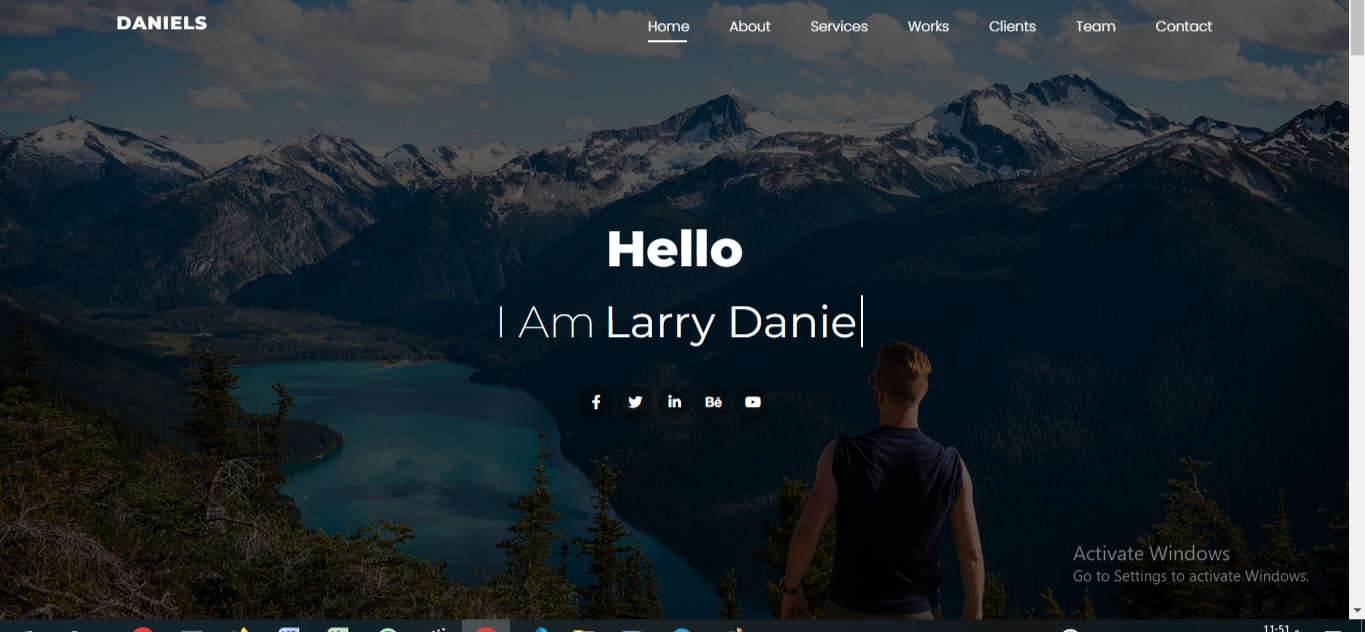 DANIELS
Home About Services Works Clients Team Contact
Hello
I Am Larry Danie
Bē
Activate Windows
Go to Settings to activate Windows.
11:51